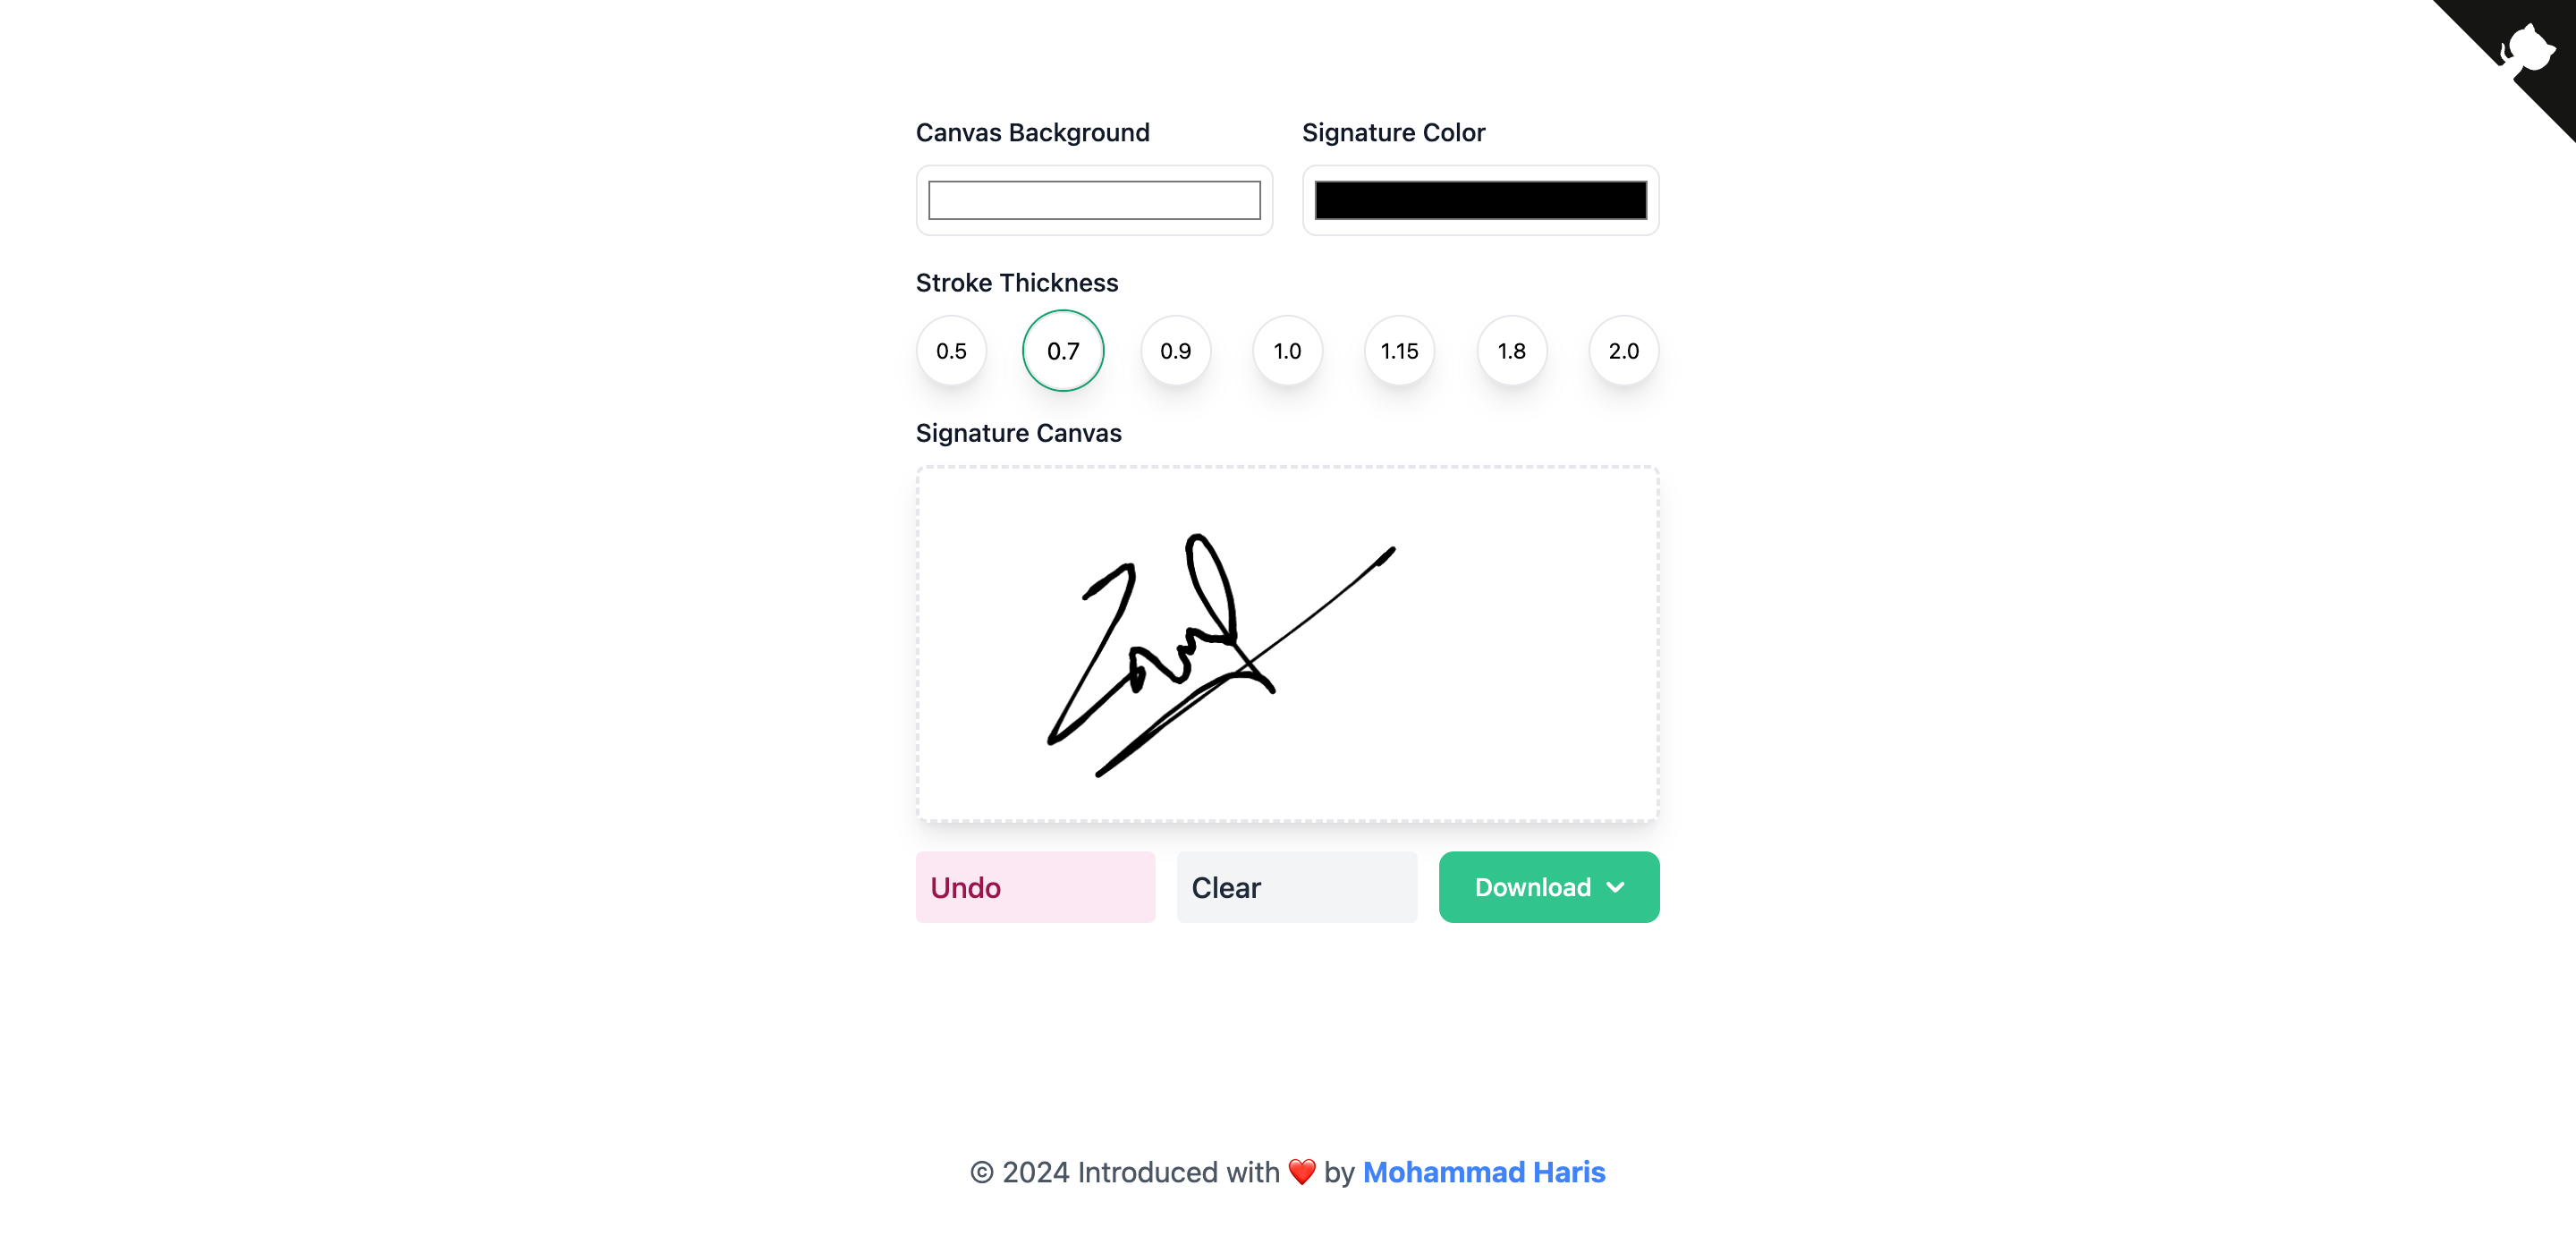 Canvas Background Signature Color
Stroke Thickness
0.5 0.7 0.9 1.0 1.15 1.8 2.0
Signature Canvas
Undo Clear Download
© 2024 Introduced with ❤️ by Mohammad Haris